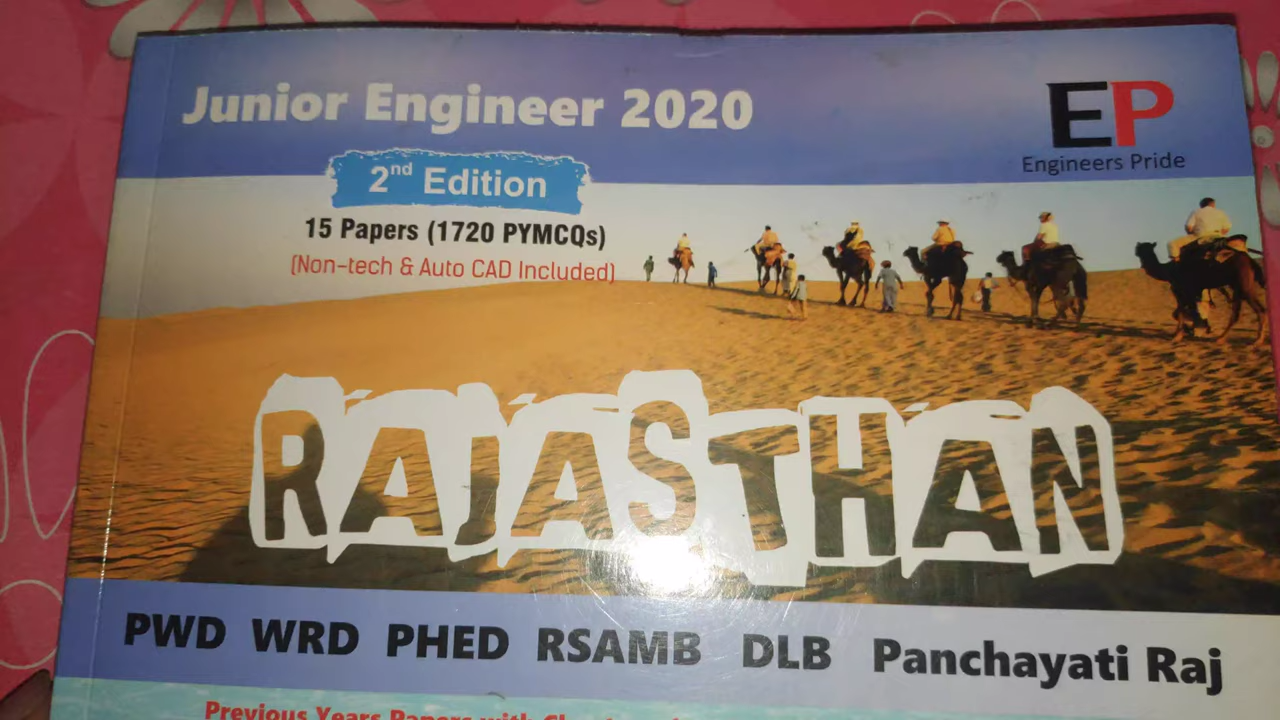 Junior Engineer 2020
EP
Engineers Pride
2nd Edition
15 Papers (1720 PYMCQs)
(Non-tech & Auto CAD Included)
RAJASTHAN
PWD WRD PHED RSAMB DLB Panchayati Raj
Previous Years Papers with